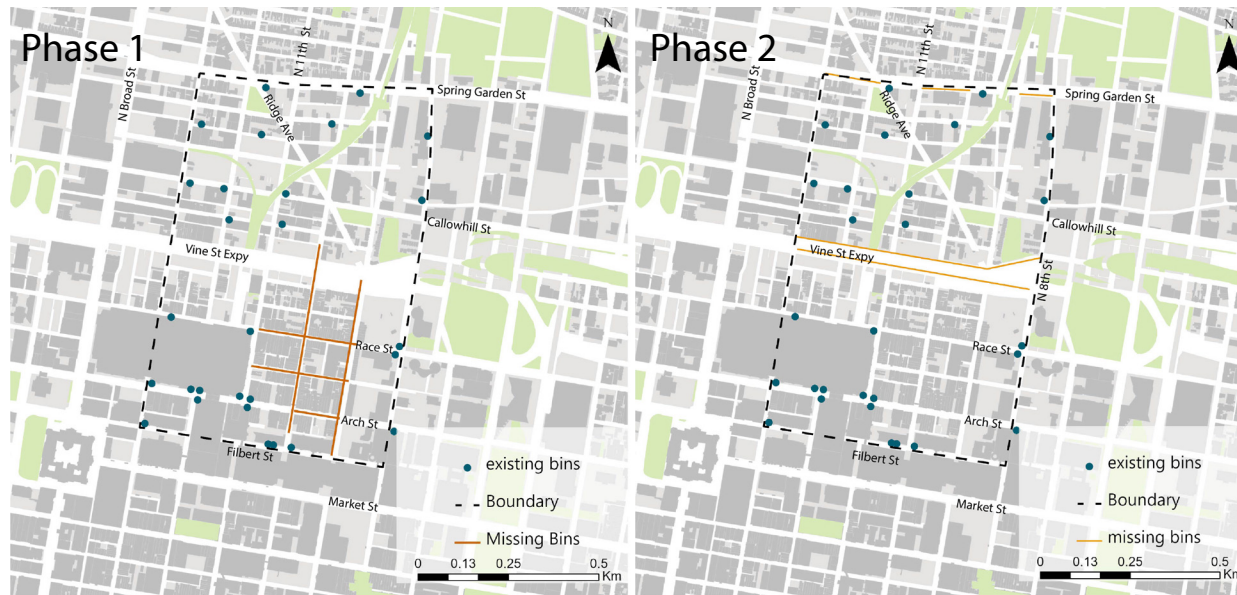 Phase 1
N
N 11th St
N Broad St
Spring Garden St
Ridge Ave
Callowhill St
Vine St Expy
Race St
Arch St
Filbert St
Market St
existing bins
Boundary
Missing Bins
0 0.13 0.25 0.5
Km
Phase 2
N
N 11th St
N Broad St
Spring Garden St
Ridge Ave
Callowhill St
Vine St Expy
N 8th St
Race St
Arch St
Filbert St
Market St
existing bins
Boundary
missing bins
0 0.13 0.25 0.5
Km